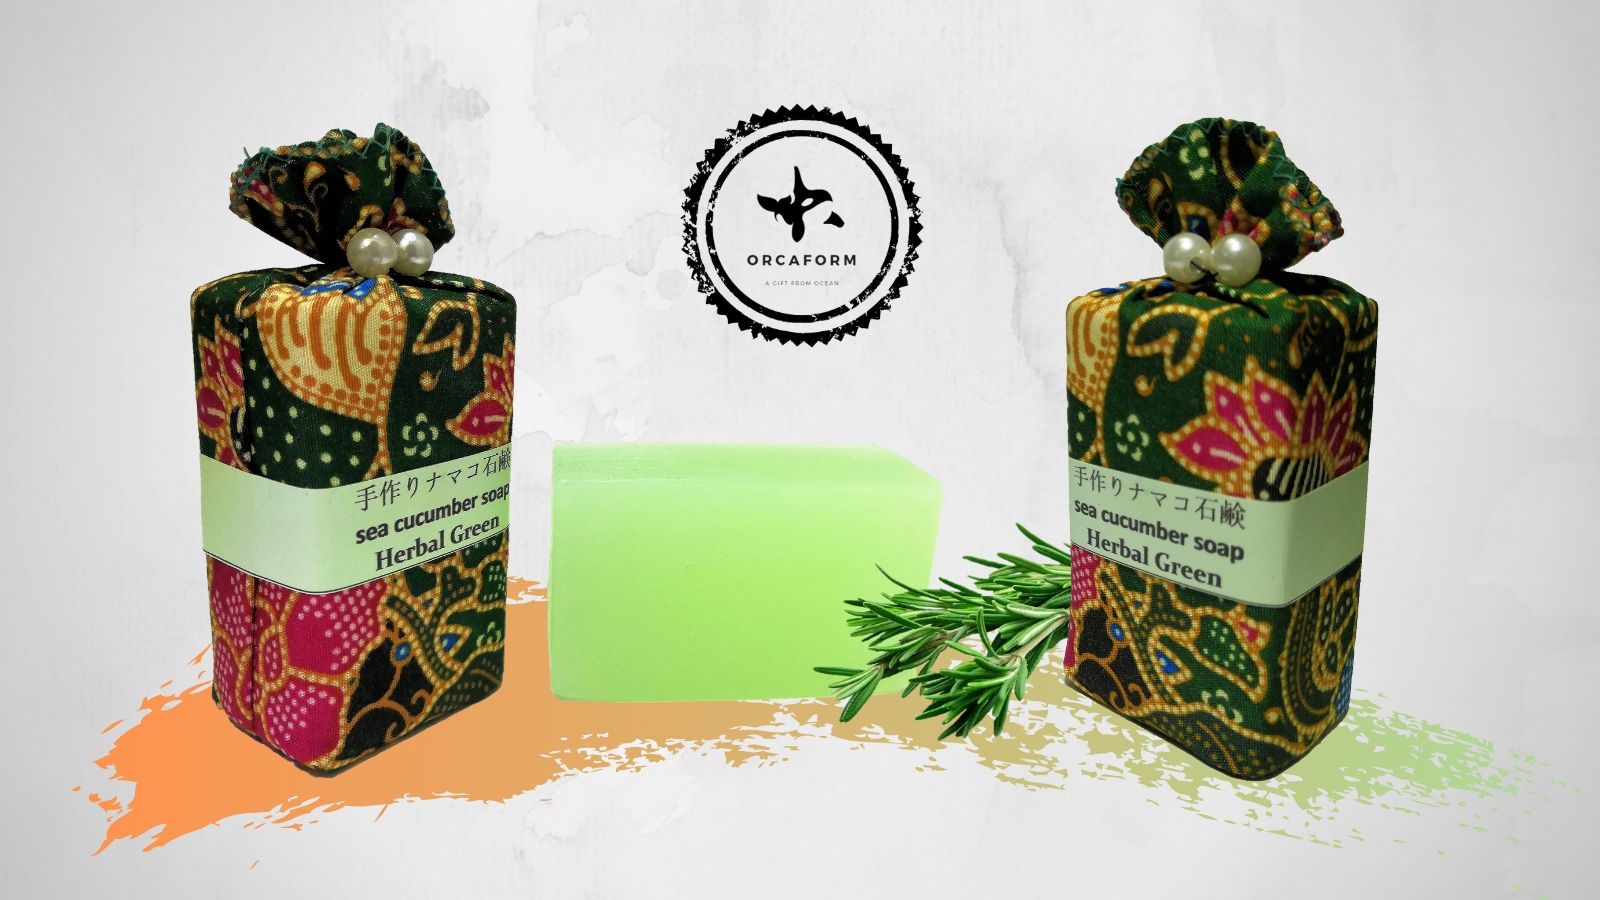 ORCAFORM
A GIFT FROM OCEAN
手作りナマコ石鹸
sea cucumber soap
Herbal Green
手作りナマコ石鹸
sea cucumber soap
Herbal Green